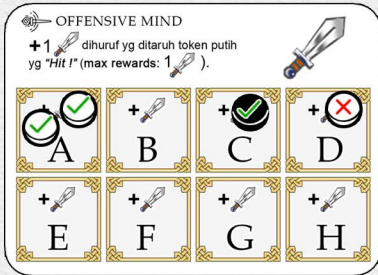 OFFENSIVE MIND
+1 dihuruf yg ditaruh token putih
yg "Hit !" (max rewards: 1 ).
+ + +
A B C D
+ + + +
E F G H